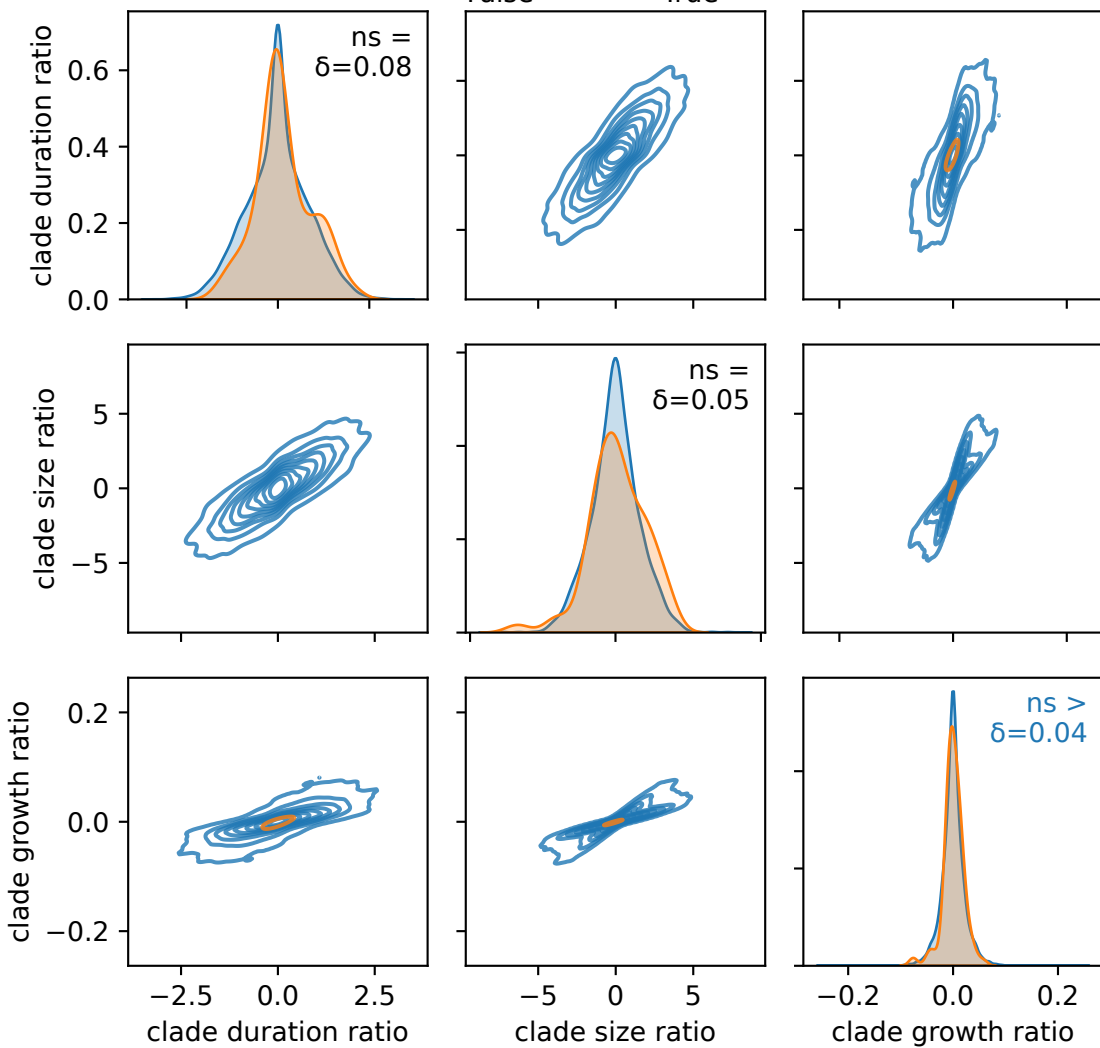 clade duration ratio
0.6
0.4
0.2
0.0
ns =
δ=0.08
clade size ratio
5
0
−5
ns =
δ=0.05
clade growth ratio
0.2
0.0
−0.2
ns >
δ=0.04
−2.5 0.0 2.5
−5 0 5
−0.2 0.0 0.2
clade duration ratio
clade size ratio
clade growth ratio